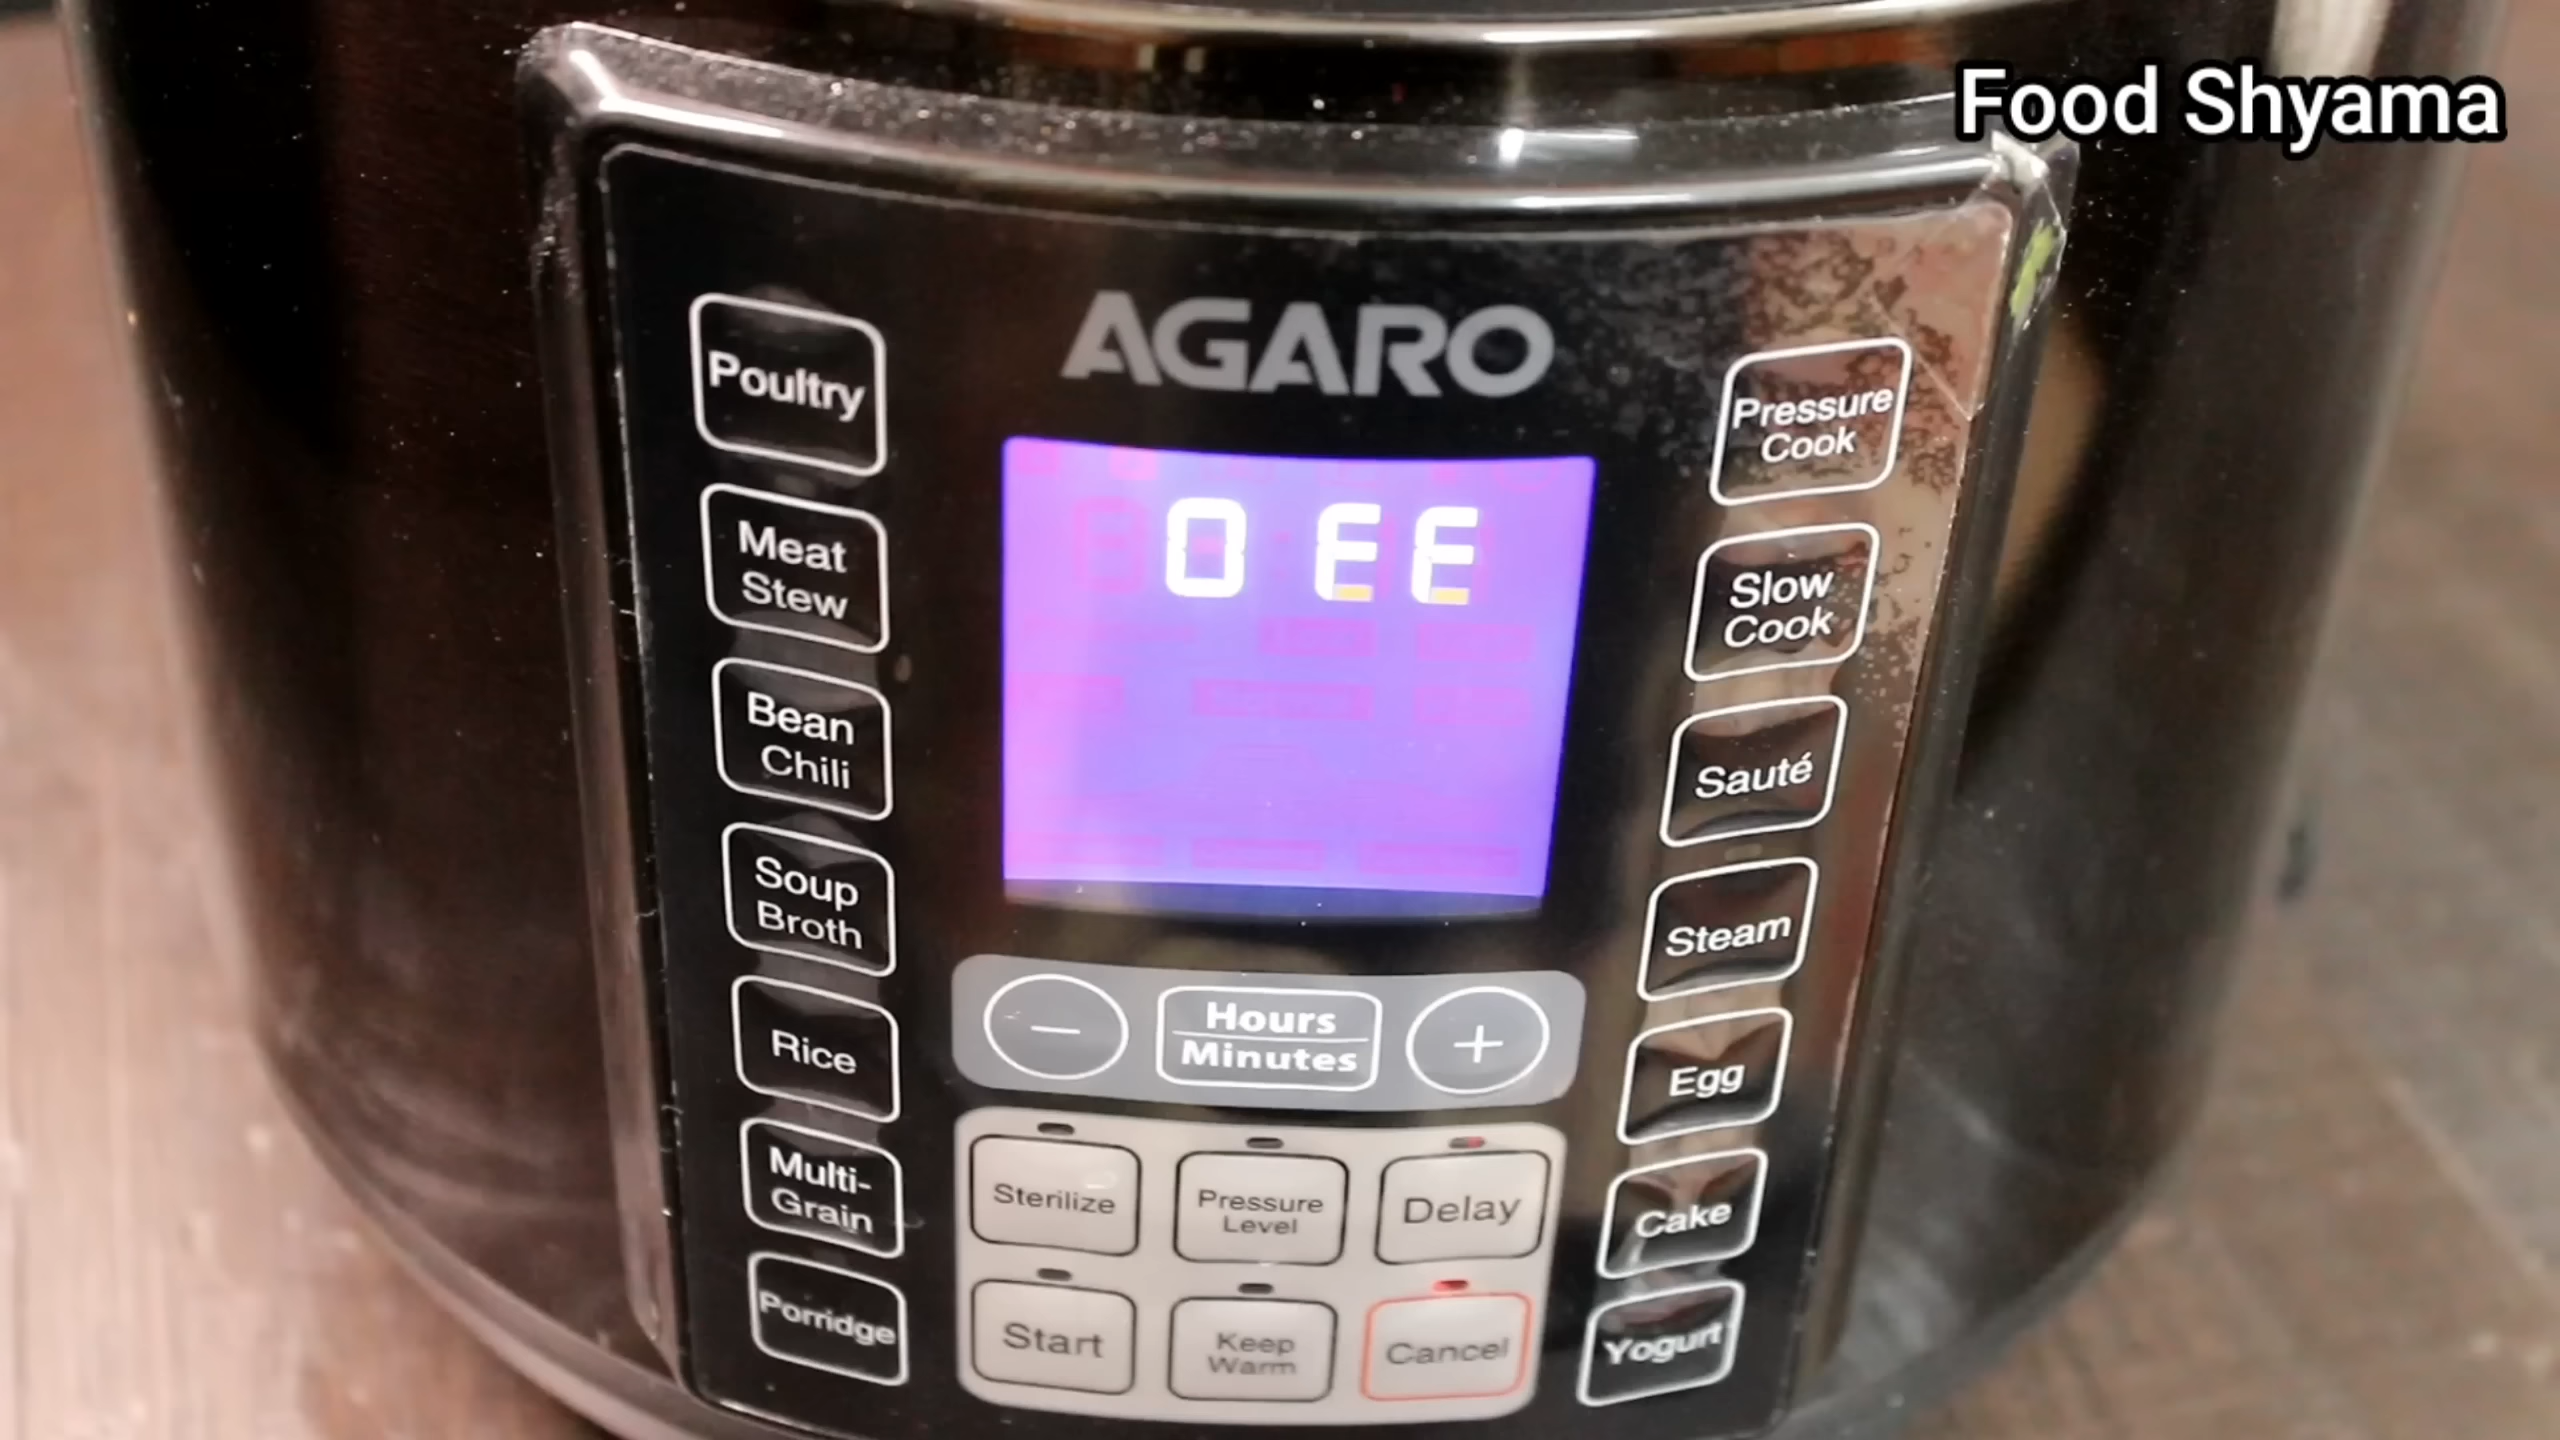 Food Shyama
AGARO
OFF
Poultry
Meat
Stew
Bean
Chili
Soup
Broth
Rice
Multi-
Grain
Porridge
Pressure
Cook
Slow
Cook
Sauté
Steam
Egg
Cake
Yogurt
−
Hours
Minutes
+
Sterilize
Pressure
Level
Delay
Start
Keep
Warm
Cancel